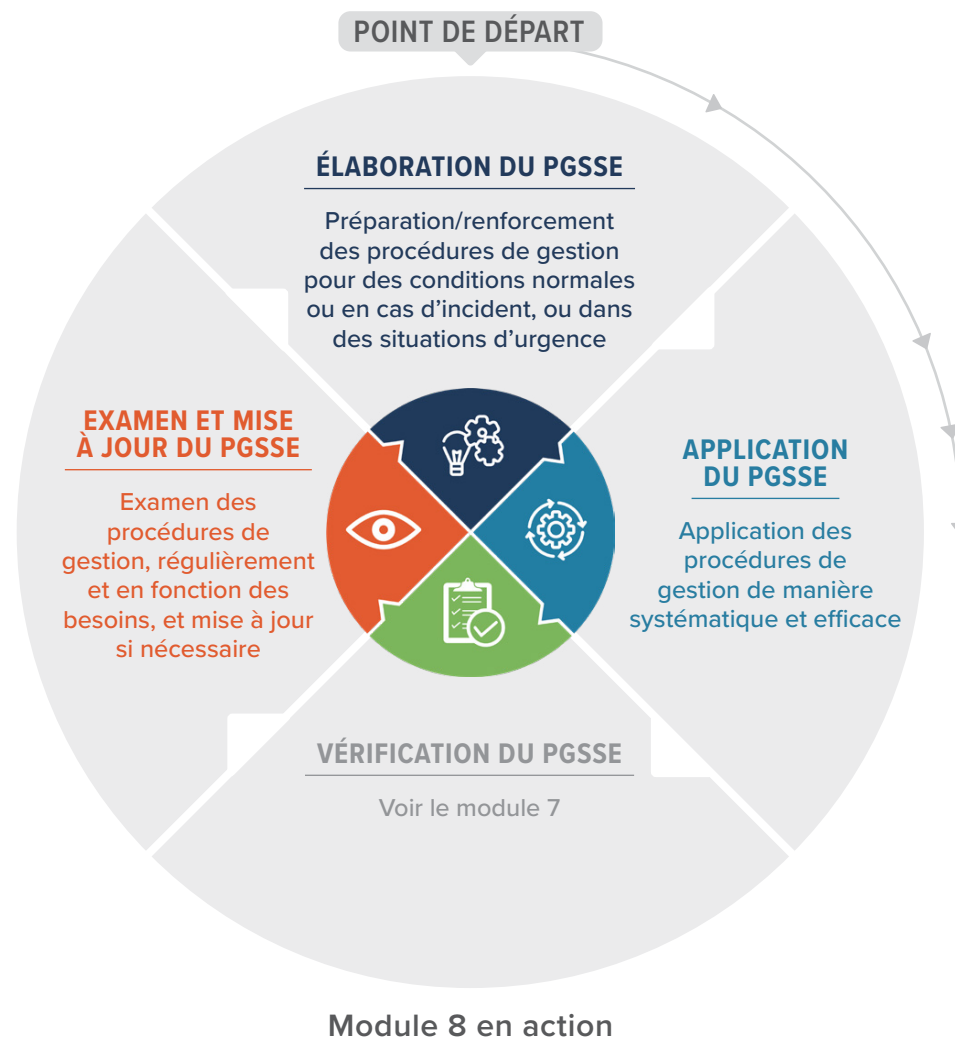 POINT DE DÉPART
ÉLABORATION DU PGSSE
Préparation/renforcement
des procédures de gestion
pour des conditions normales
ou en cas d’incident, ou dans
des situations d’urgence
APPLICATION
DU PGSSE
Application des
procédures de
gestion de manière
systématique et efficace
VÉRIFICATION DU PGSSE
Voir le module 7
EXAMEN ET MISE
À JOUR DU PGSSE
Examen des
procédures de
gestion, régulièrement
et en fonction des
besoins, et mise à jour
si nécessaire
Module 8 en action